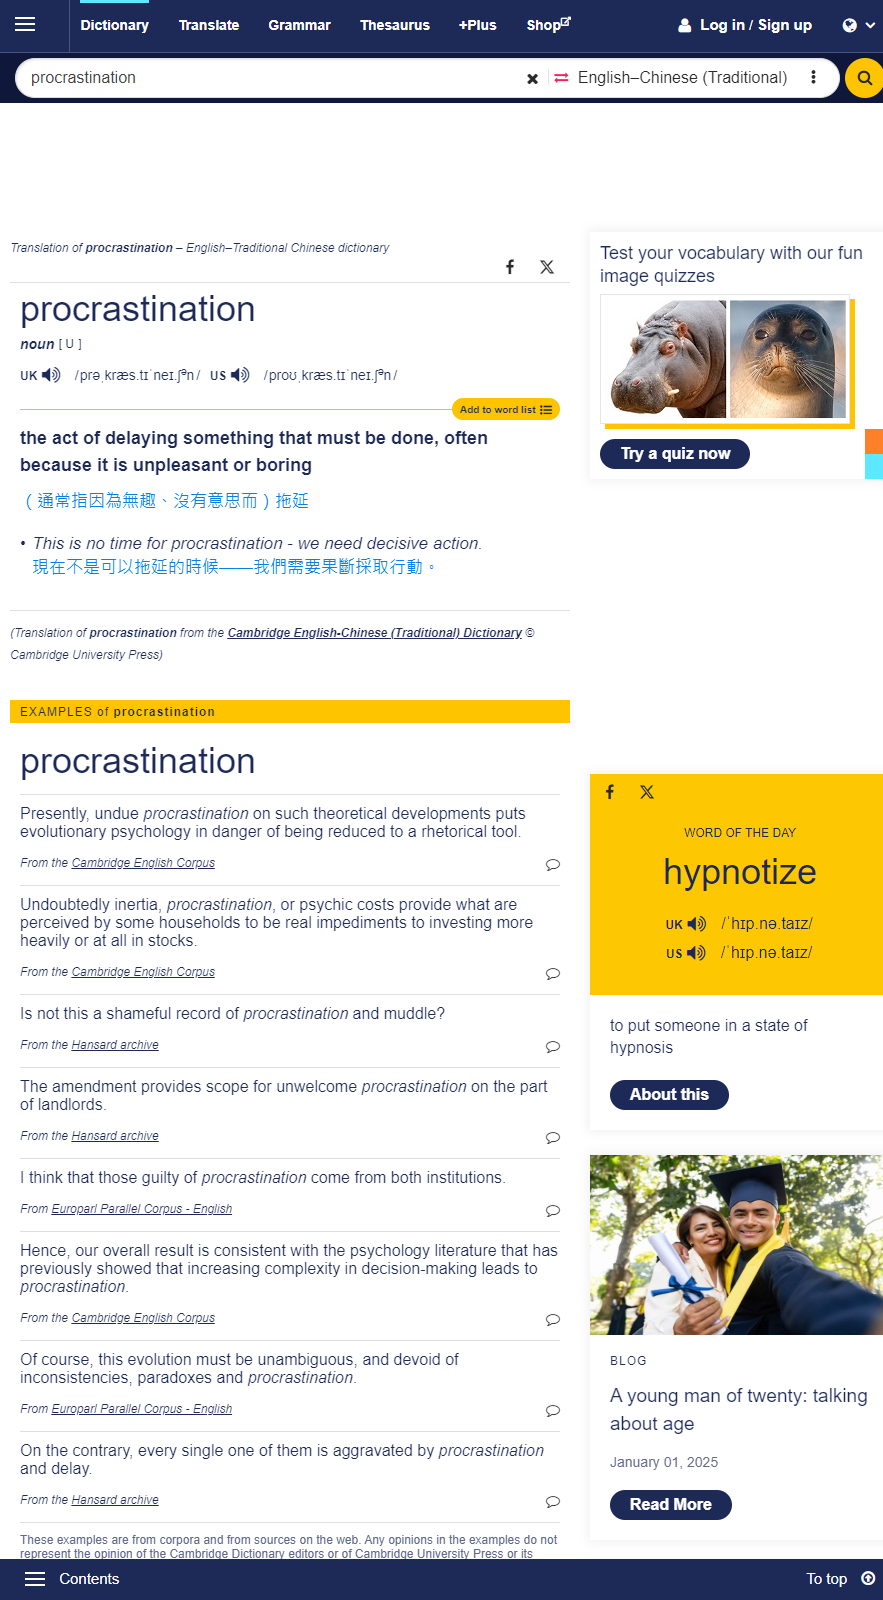 Dictionary Translate Grammar Thesaurus +Plus Shop Log in / Sign up
procrastination English–Chinese (Traditional)
Translation of procrastination – English–Traditional Chinese dictionary
procrastination
noun [ U ]
UK /prəˌkræs.tɪˈneɪ.ʃᵊn/ US /proʊˌkræs.tɪˈneɪ.ʃᵊn/
Add to word list
the act of delaying something that must be done, often
because it is unpleasant or boring
（通常指因為無趣、沒有意思而）拖延
• This is no time for procrastination - we need decisive action.
現在不是可以拖延的時候——我們需要果斷採取行動。
(Translation of procrastination from the Cambridge English-Chinese (Traditional) Dictionary ©
Cambridge University Press)
EXAMPLES of procrastination
procrastination
Presently, undue procrastination on such theoretical developments puts
evolutionary psychology in danger of being reduced to a rhetorical tool.
From the Cambridge English Corpus
Undoubtedly inertia, procrastination, or psychic costs provide what are
perceived by some households to be real impediments to investing more
heavily or at all in stocks.
From the Cambridge English Corpus
Is not this a shameful record of procrastination and muddle?
From the Hansard archive
The amendment provides scope for unwelcome procrastination on the part
of landlords.
From the Hansard archive
I think that those guilty of procrastination come from both institutions.
From Europarl Parallel Corpus - English
Hence, our overall result is consistent with the psychology literature that has
previously showed that increasing complexity in decision-making leads to
procrastination.
From the Cambridge English Corpus
Of course, this evolution must be unambiguous, and devoid of
inconsistencies, paradoxes and procrastination.
From Europarl Parallel Corpus - English
On the contrary, every single one of them is aggravated by procrastination
and delay.
From the Hansard archive
These examples are from corpora and from sources on the web. Any opinions in the examples do not
represent the opinion of the Cambridge Dictionary editors or of Cambridge University Press or its
Test your vocabulary with our fun
image quizzes
Try a quiz now
WORD OF THE DAY
hypnotize
UK /ˈhɪp.nə.taɪz/
US /ˈhɪp.nə.taɪz/
to put someone in a state of
hypnosis
About this
BLOG
A young man of twenty: talking
about age
January 01, 2025
Read More
Contents To top